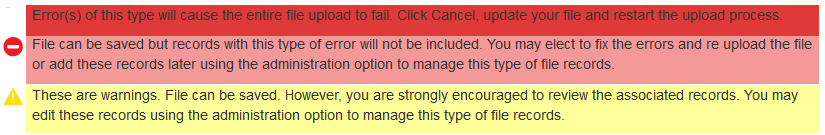 Error(s) of this type will cause the entire file upload to fail. Click Cancel, update your file and restart the upload process.
File can be saved but records with this type of error will not be included. You may elect to fix the errors and re upload the file
or add these records later using the administration option to manage this type of file records.
These are warnings. File can be saved. However, you are strongly encouraged to review the associated records. You may
edit these records using the administration option to manage this type of file records.